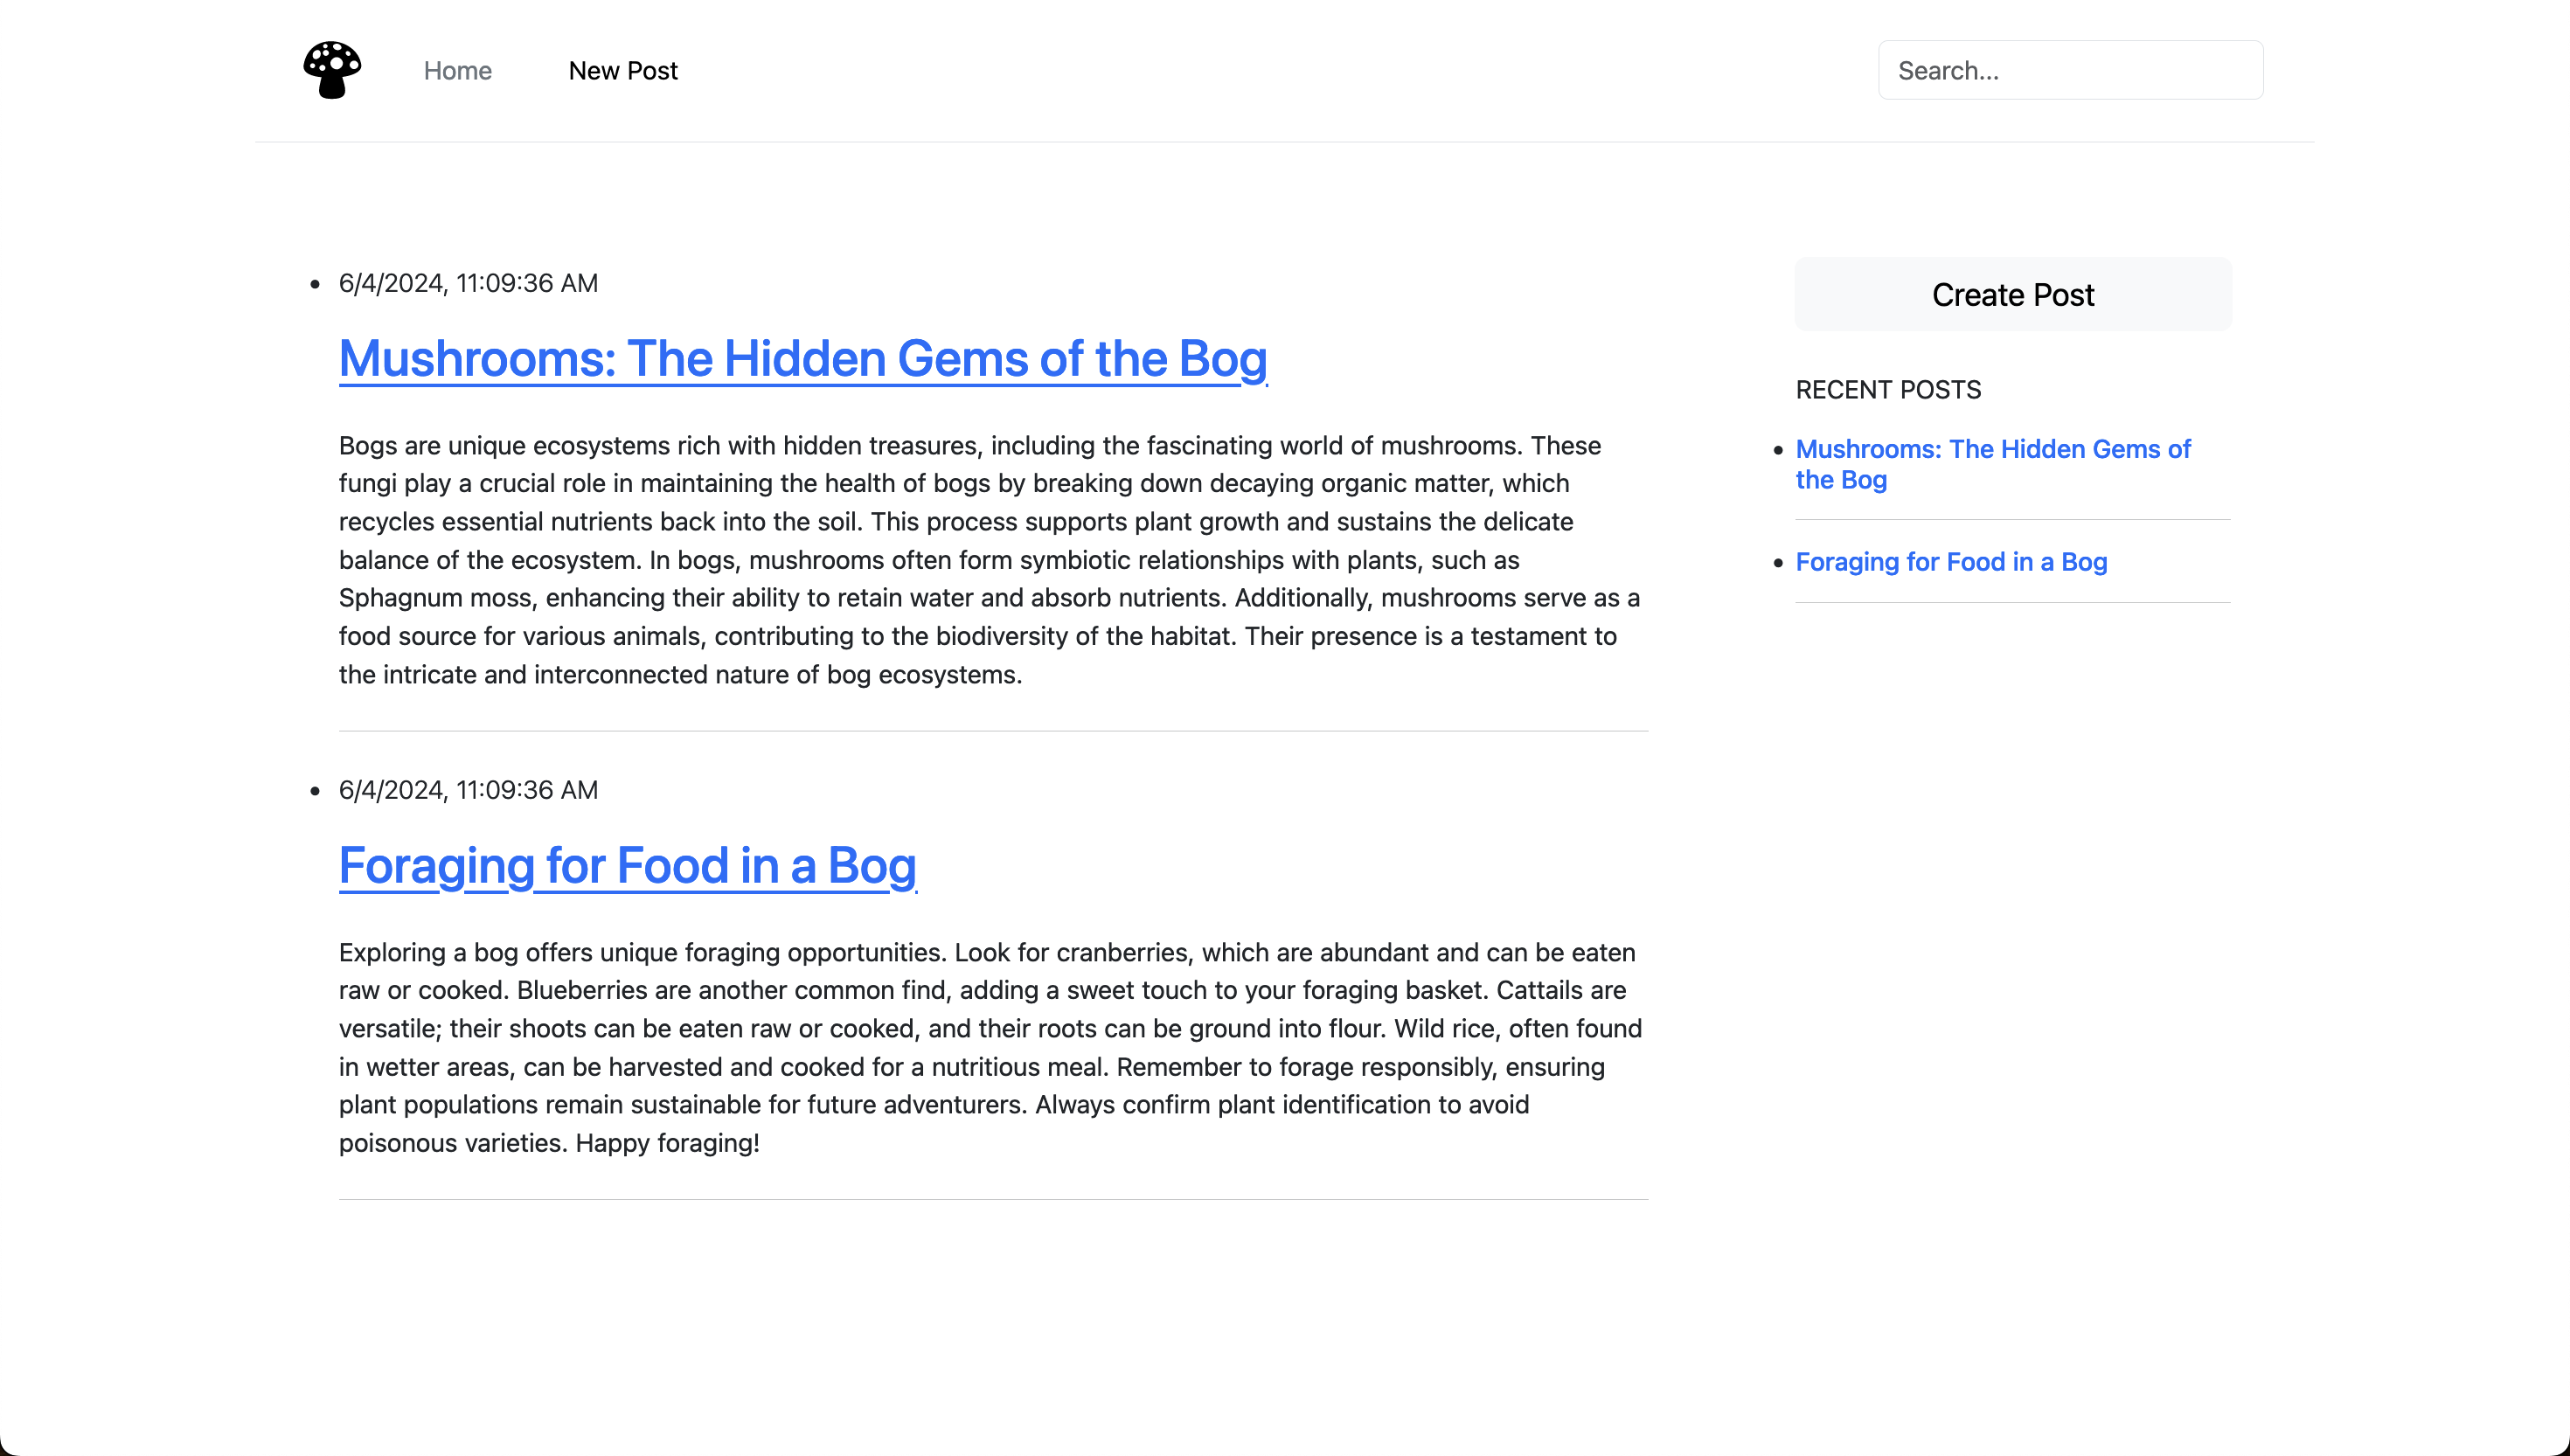 Home
New Post
Search...
6/4/2024, 11:09:36 AM
Mushrooms: The Hidden Gems of the Bog
Bogs are unique ecosystems rich with hidden treasures, including the fascinating world of mushrooms. These
fungi play a crucial role in maintaining the health of bogs by breaking down decaying organic matter, which
recycles essential nutrients back into the soil. This process supports plant growth and sustains the delicate
balance of the ecosystem. In bogs, mushrooms often form symbiotic relationships with plants, such as
Sphagnum moss, enhancing their ability to retain water and absorb nutrients. Additionally, mushrooms serve as a
food source for various animals, contributing to the biodiversity of the habitat. Their presence is a testament to
the intricate and interconnected nature of bog ecosystems.
6/4/2024, 11:09:36 AM
Foraging for Food in a Bog
Exploring a bog offers unique foraging opportunities. Look for cranberries, which are abundant and can be eaten
raw or cooked. Blueberries are another common find, adding a sweet touch to your foraging basket. Cattails are
versatile; their shoots can be eaten raw or cooked, and their roots can be ground into flour. Wild rice, often found
in wetter areas, can be harvested and cooked for a nutritious meal. Remember to forage responsibly, ensuring
plant populations remain sustainable for future adventurers. Always confirm plant identification to avoid
poisonous varieties. Happy foraging!
Create Post
RECENT POSTS
Mushrooms: The Hidden Gems of
the Bog
Foraging for Food in a Bog